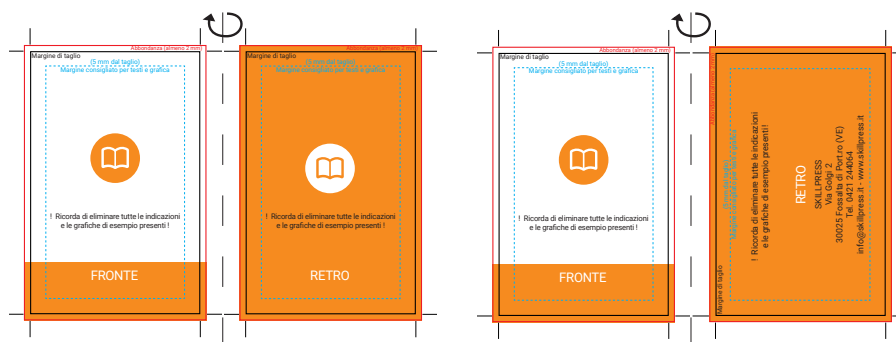 Abbondanza (almeno 2 mm)
Margine di taglio
(5 mm dal taglio)
Margine consigliato per testi e grafica
! Ricorda di eliminare tutte le indicazioni
e le grafiche di esempio presenti !
FRONTE
Abbondanza (almeno 2 mm)
Margine di taglio
(5 mm dal taglio)
Margine consigliato per testi e grafica
! Ricorda di eliminare tutte le indicazioni
e le grafiche di esempio presenti !
RETRO
Abbondanza (almeno 2 mm)
Margine di taglio
(5 mm dal taglio)
Margine consigliato per testi e grafica
! Ricorda di eliminare tutte le indicazioni
e le grafiche di esempio presenti !
FRONTE
Margine di taglio
! Ricorda di eliminare tutte le indicazioni
e le grafiche di esempio presenti !
RETRO
SKILLPRESS
Via Golgi 2
30025 Fossalta di Port.ro (VE)
Tel. 0421 244064
info@skillpress.it - www.skillpress.it